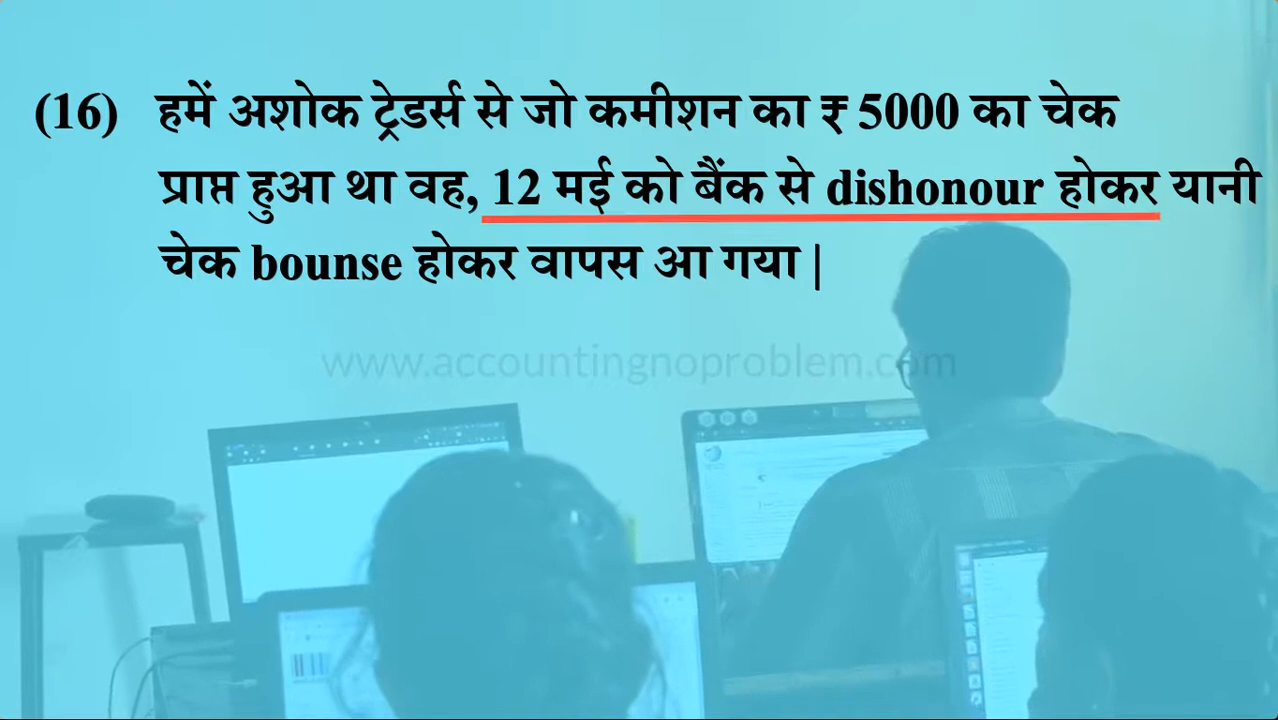 (16) हमें अशोक ट्रेडर्स से जो कमीशन का ₹ 5000 का चेक
प्राप्त हुआ था वह, 12 मई को बैंक से dishonour होकर यानी
चेक bounse होकर वापस आ गया |
www.accountingnoproblem.com